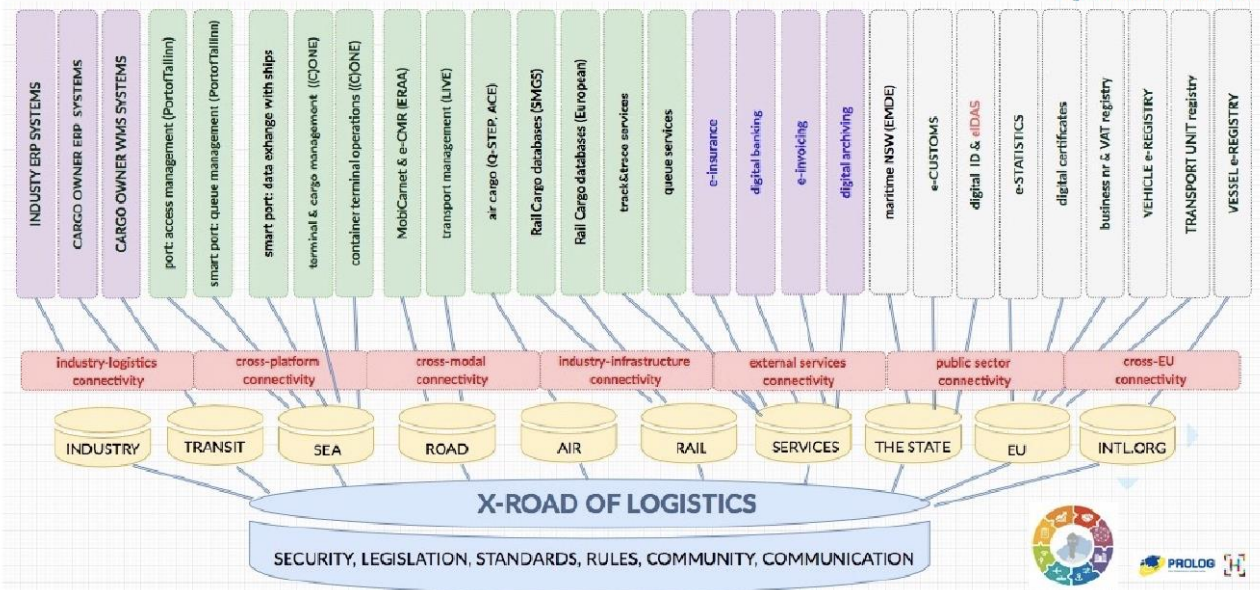 INDUSTY ERP SYSTEMS
CARGO OWNER ERP SYSTEMS
CARGO OWNER WMS SYSTEMS
port: access management (PortofTallinn)
smart port: queue management (PortofTallinn)
smart port: data exchange with ships
terminal & cargo management ((C)ONE)
container terminal operations ((C)ONE)
MobiCarnet & e-CMR (ERAA)
transport management (LIVE)
air cargo (Q-STEP, ACE)
Rail Cargo databases (SMGS)
Rail Cargo databases (European)
track&trace services
queue services
e-insurance
digital banking
e-invoicing
digital archiving
maritime NSW (EMDE)
e-CUSTOMS
digital ID & eIDAS
e-STATISTICS
digital certificates
business nr & VAT registry
VEHICLE e-REGISTRY
TRANSPORT UNIT registry
VESSEL e-REGISTRY
industry-logistics
connectivity
cross-platform
connectivity
cross-modal
connectivity
industry-infrastructure
connectivity
external services
connectivity
public sector
connectivity
cross-EU
connectivity
INDUSTRY
TRANSIT
SEA
ROAD
AIR
RAIL
SERVICES
THE STATE
EU
INTL.ORG
X-ROAD OF LOGISTICS
SECURITY, LEGISLATION, STANDARDS, RULES, COMMUNITY, COMMUNICATION
PROLOG